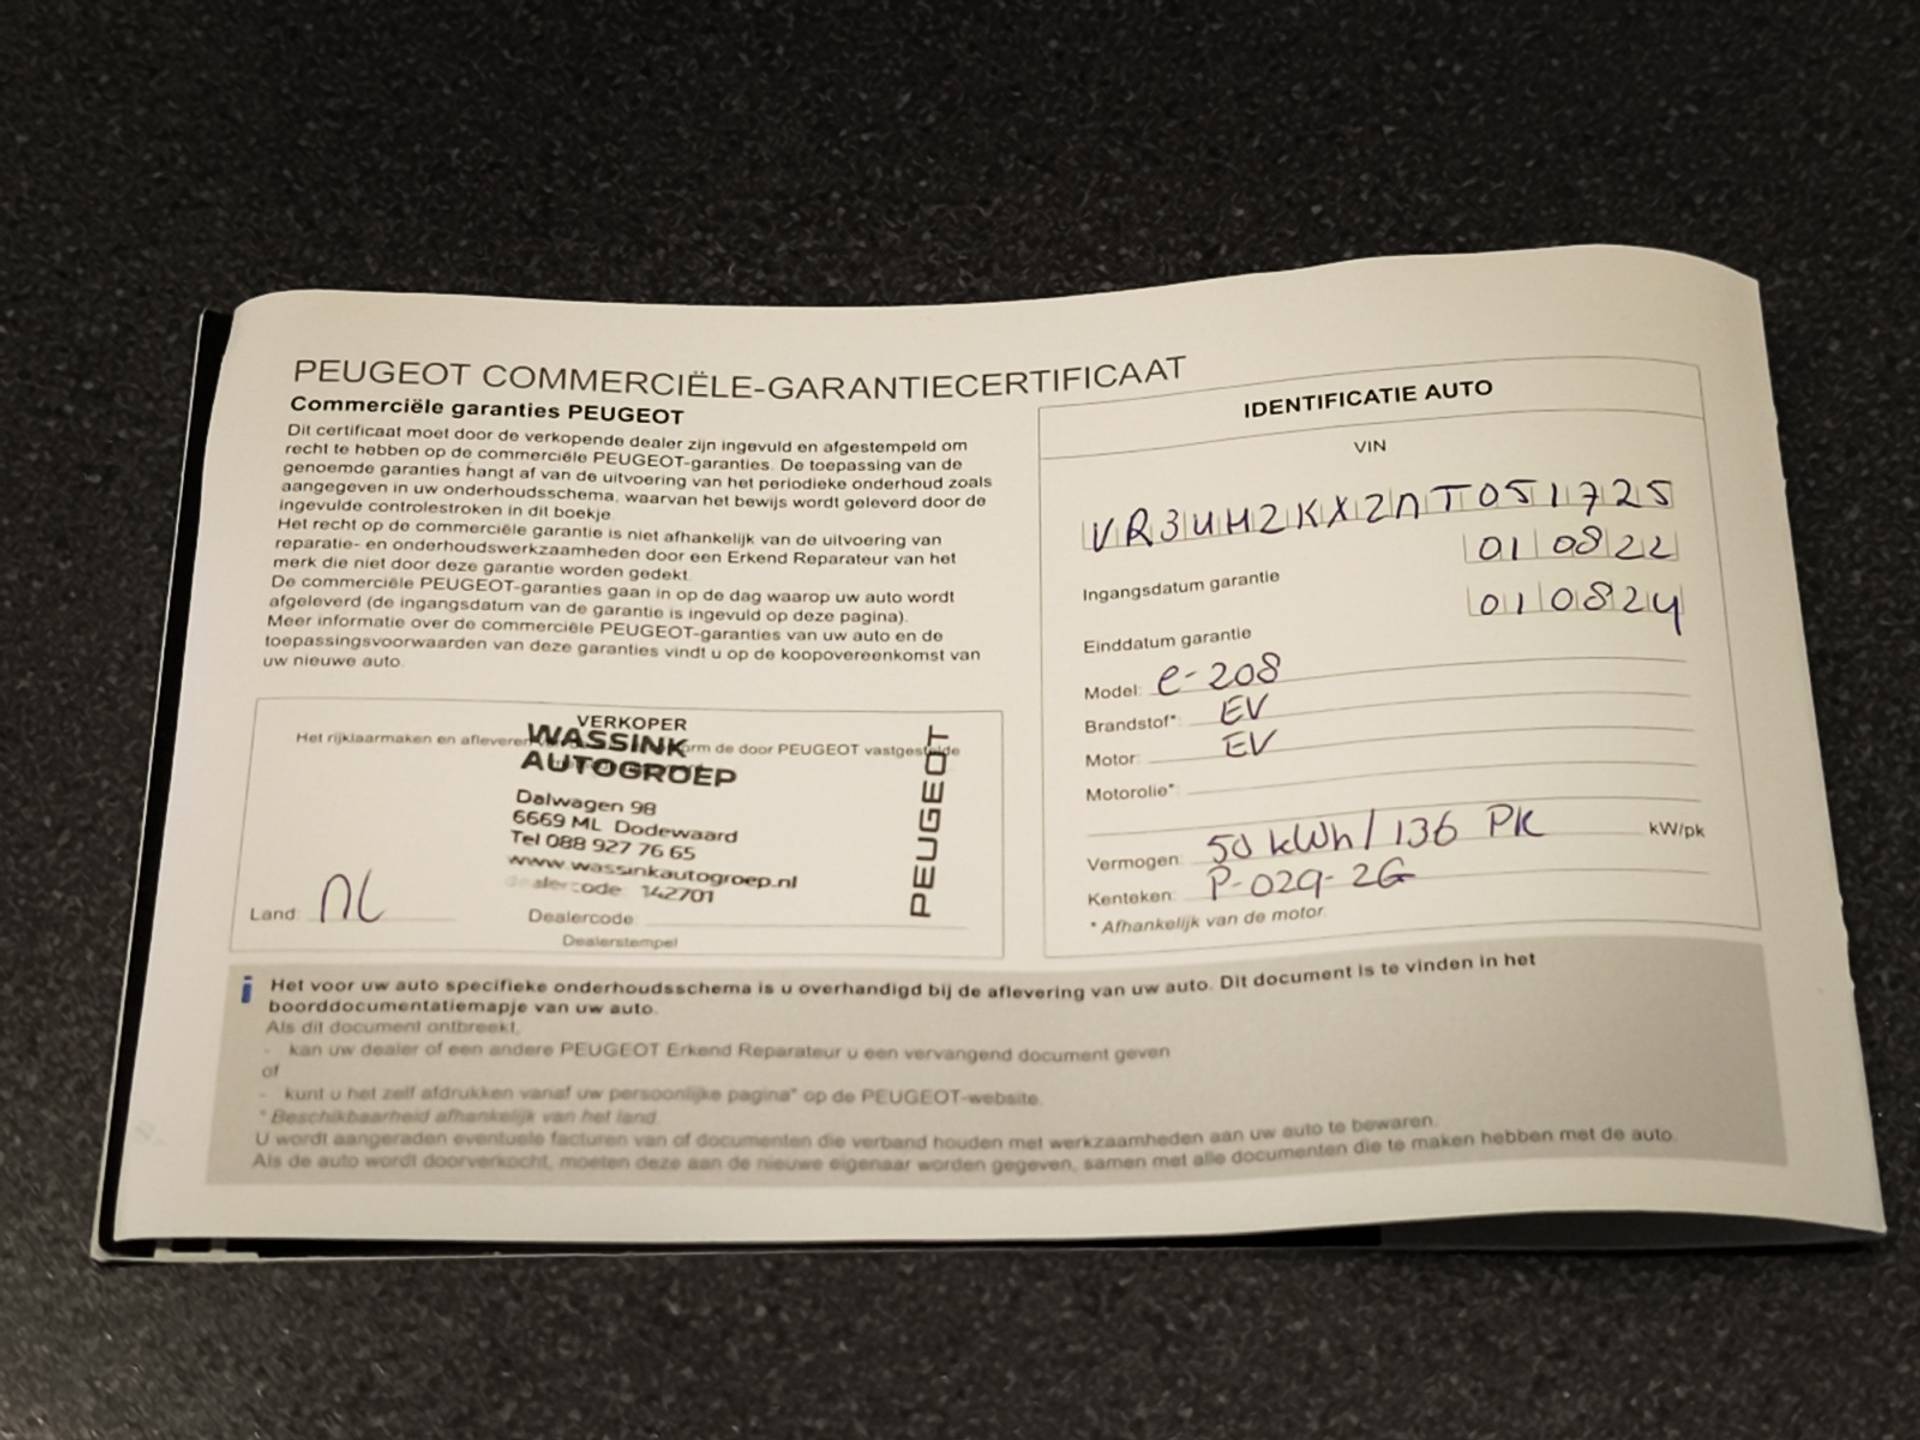 PEUGEOT COMMERCIËLE-GARANTIECERTIFICAAT
Commerciële garanties PEUGEOT
Dit certificaat moet door de verkopende dealer zijn ingevuld en afgestempeld om
recht te hebben op de commerciële PEUGEOT-garanties. De toepassing van de
genoemde garanties hangt af van de uitvoering van het periodieke onderhoud zoals
aangegeven in uw onderhoudsschema, waarvan het bewijs wordt geleverd door de
ingevulde controlestroken in dit boekje.
Het recht op de commerciële garantie is niet afhankelijk van de uitvoering van
reparatie- en onderhoudswerkzaamheden door een Erkend Reparateur van het
merk die niet door deze garantie worden gedekt.
De commerciële PEUGEOT-garanties gaan in op de dag waarop uw auto wordt
afgeleverd (de ingangsdatum van de garantie is ingevuld op deze pagina).
Meer informatie over de commerciële PEUGEOT-garanties van uw auto en de
toepassingsvoorwaarden van deze garanties vindt u op de koopovereenkomst van
uw nieuwe auto.
VERKOPER
Het rijklaarmaken en afleveren de door PEUGEOT vastgestelde
WASSINK
AUTOGROEP
Dalwagen 98
6669 ML Dodewaard
Tel 088 927 76 65
www.wassinkautogroep.nl
dealercode 142701
PEUGEOT
Land: NL
Dealercode:
Dealerstempel
IDENTIFICATIE AUTO
VIN
VR3UHZKXZNT051725
Ingangsdatum garantie 01 08 22
Einddatum garantie 01 08 24
Model: e-208
Brandstof*: EV
Motor: EV
Motorolie*:
Vermogen: 50 kWh / 136 PK kW/pk
Kenteken: P-029-2G
* Afhankelijk van de motor.
i Het voor uw auto specifieke onderhoudsschema is u overhandigd bij de aflevering van uw auto. Dit document is te vinden in het
boorddocumentatiemapje van uw auto.
Als dit document ontbreekt,
- kan uw dealer of een andere PEUGEOT Erkend Reparateur u een vervangend document geven
of
- kunt u het zelf afdrukken vanaf uw persoonlijke pagina* op de PEUGEOT-website.
* Beschikbaarheid afhankelijk van het land.
U wordt aangeraden eventuele facturen van of documenten die verband houden met werkzaamheden aan uw auto te bewaren.
Als de auto wordt doorverkocht, moeten deze aan de nieuwe eigenaar worden gegeven, samen met alle documenten die te maken hebben met de auto.